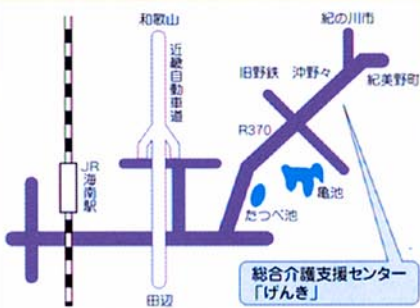 和歌山
近畿自動車道
紀の川市
旧野鉄
沖野々
紀美野町
R370
JR
海南駅
亀池
たつべ池
総合介護支援センター
「げんき」
田辺